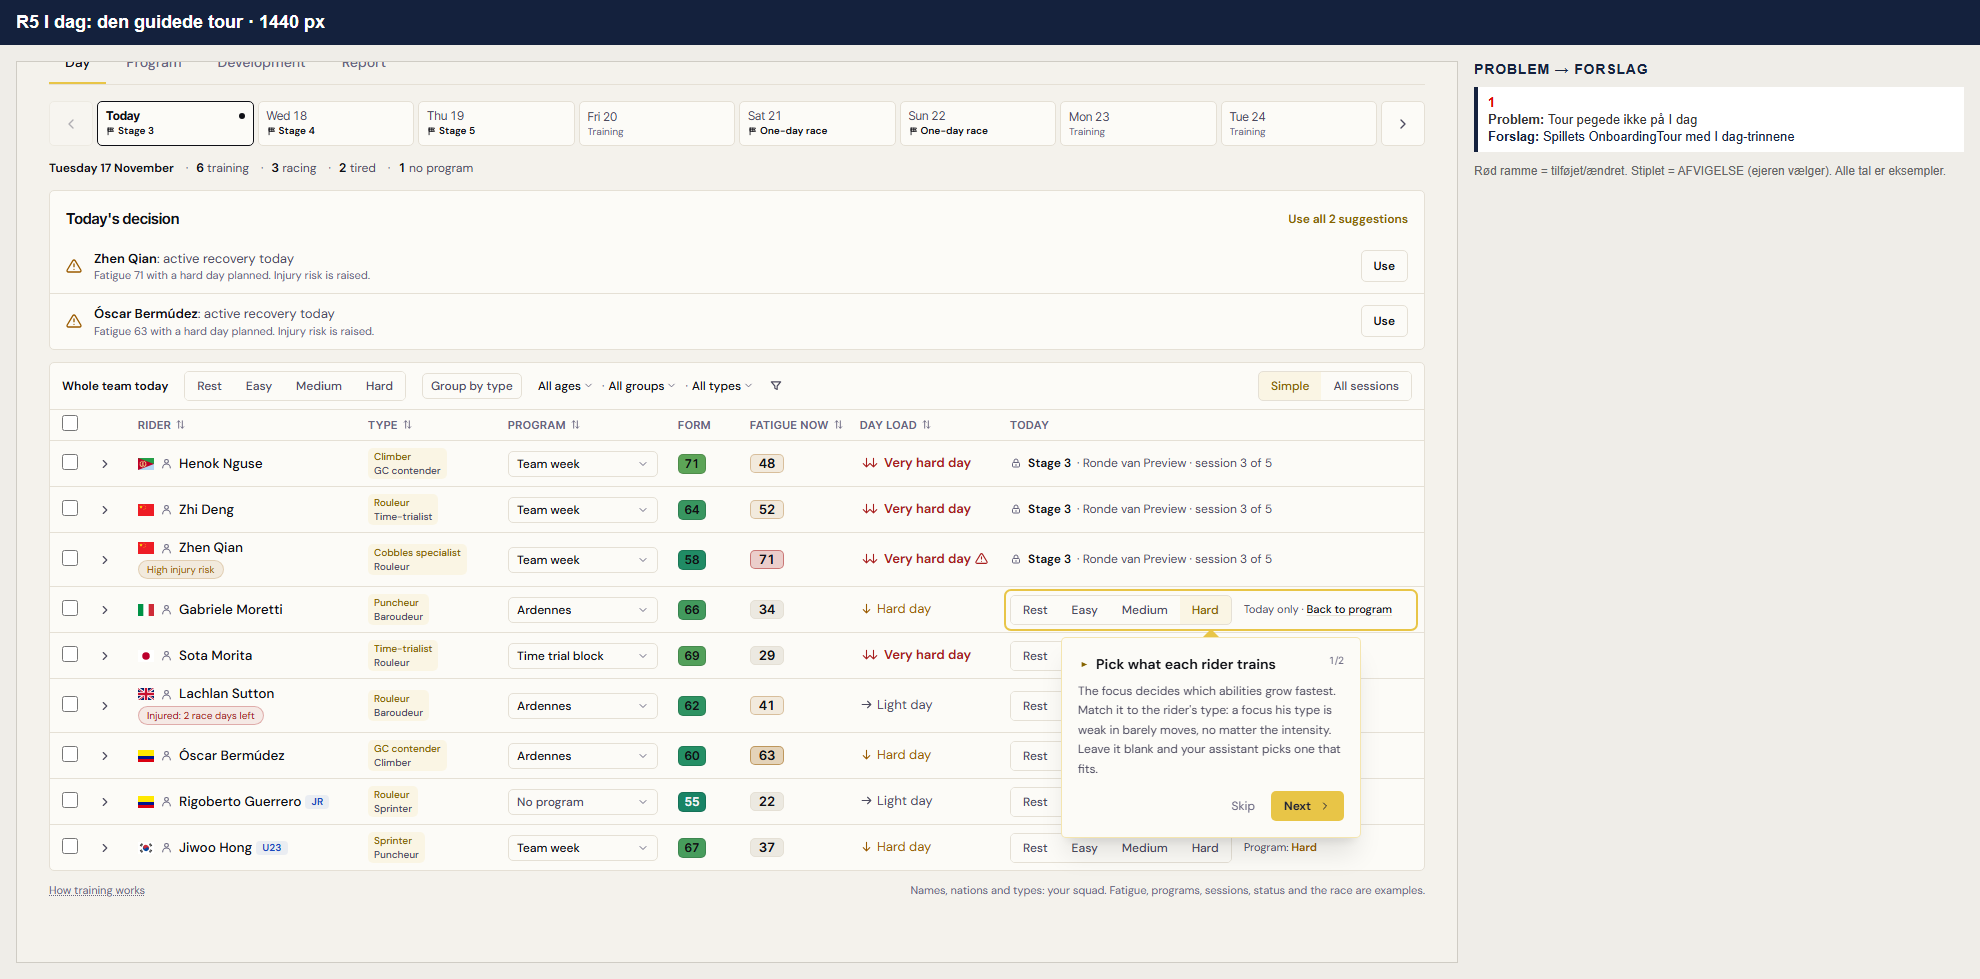 R5 I dag: den guidede tour · 1440 px
Day Program Development Report
Today
Stage 3
Wed 18
Stage 4
Thu 19
Stage 5
Fri 20
Training
Sat 21
One-day race
Sun 22
One-day race
Mon 23
Training
Tue 24
Training
Tuesday 17 November · 6 training · 3 racing · 2 tired · 1 no program
Today's decision
Use all 2 suggestions
Zhen Qian: active recovery today
Fatigue 71 with a hard day planned. Injury risk is raised.
Use
Óscar Bermúdez: active recovery today
Fatigue 63 with a hard day planned. Injury risk is raised.
Use
Whole team today Rest Easy Medium Hard Group by type All ages · All groups · All types Simple All sessions
RIDER TYPE PROGRAM FORM FATIGUE NOW DAY LOAD TODAY
Henok Nguse Climber GC contender Team week 71 48 Very hard day Stage 3 · Ronde van Preview · session 3 of 5
Zhi Deng Rouleur Time-trialist Team week 64 52 Very hard day Stage 3 · Ronde van Preview · session 3 of 5
Zhen Qian High injury risk Cobbles specialist Rouleur Team week 58 71 Very hard day Stage 3 · Ronde van Preview · session 3 of 5
Gabriele Moretti Puncheur Baroudeur Ardennes 66 34 Hard day Rest Easy Medium Hard Today only · Back to program
Sota Morita Time-trialist Rouleur Time trial block 69 29 Very hard day Rest
Lachlan Sutton Injured: 2 race days left Rouleur Baroudeur Ardennes 62 41 Light day Rest
Óscar Bermúdez GC contender Climber Ardennes 60 63 Hard day Rest
Rigoberto Guerrero JR Rouleur Sprinter No program 55 22 Light day Rest
Jiwoo Hong U23 Sprinter Puncheur Team week 67 37 Hard day Rest Easy Medium Hard Program: Hard
Pick what each rider trains 1/2
The focus decides which abilities grow fastest.
Match it to the rider's type: a focus his type is
weak in barely moves, no matter the intensity.
Leave it blank and your assistant picks one that
fits.
Skip Next
How training works
Names, nations and types: your squad. Fatigue, programs, sessions, status and the race are examples.
PROBLEM → FORSLAG
1
Problem: Tour pegede ikke på I dag
Forslag: Spillets OnboardingTour med I dag-trinnene
Rød ramme = tilføjet/ændret. Stiplet = AFVIGELSE (ejeren vælger). Alle tal er eksempler.